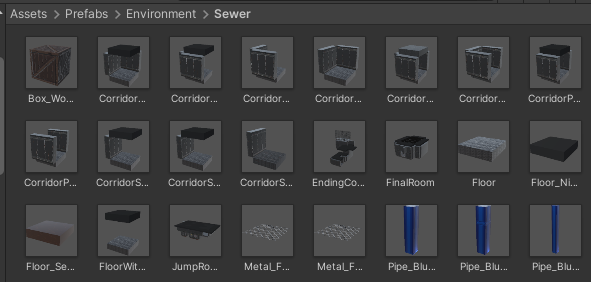 Assets > Prefabs > Environment > Sewer
Box_Wo... Corridor... Corridor... Corridor... Corridor... Corridor... Corridor... CorridorP...
CorridorP... CorridorS... CorridorS... CorridorS... EndingCo... FinalRoom Floor Floor_Ni...
Floor_Se... FloorWit... JumpRo... Metal_F... Metal_F... Pipe_Blu... Pipe_Blu... Pipe_Blu...